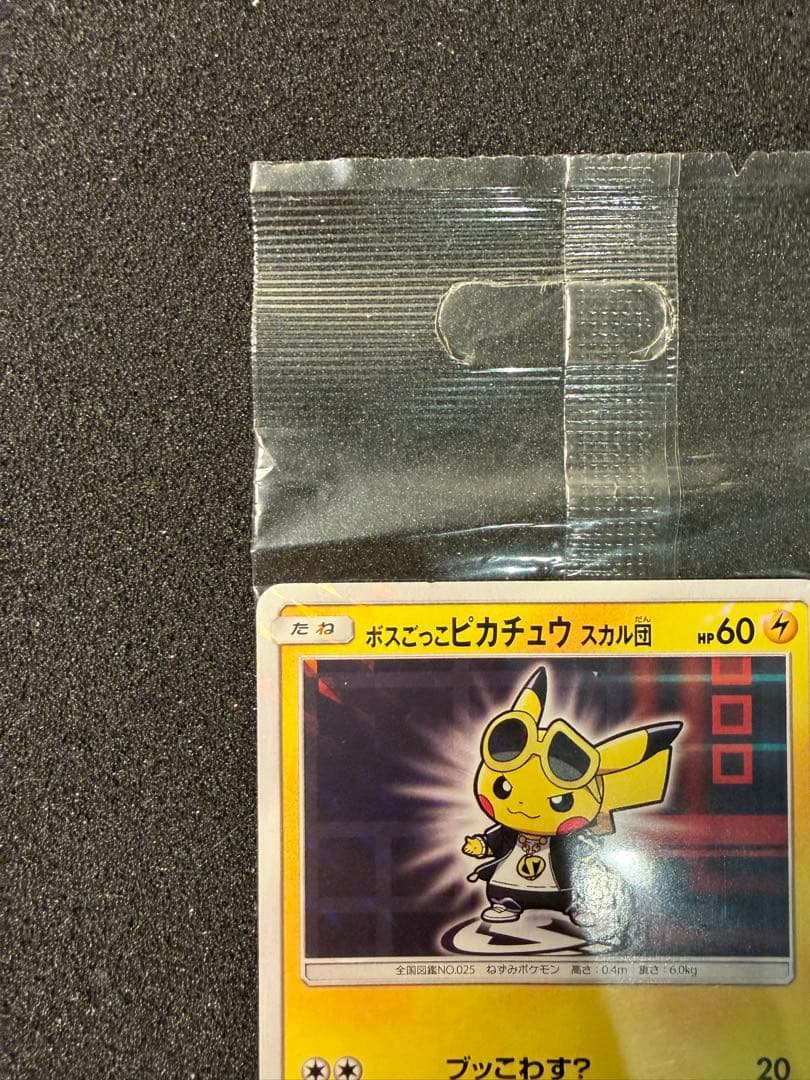 たね ボスごっこピカチュウ スカル団 HP60
だん
全国図鑑NO.025 ねずみポケモン 高さ:0.4m 重さ:6.0kg
ブッこわす? 20